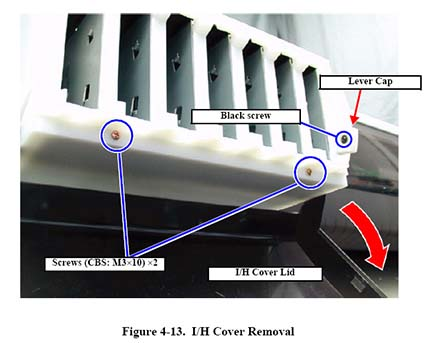 Lever Cap
Black screw
Screws (CBS: M3×10) ×2
I/H Cover Lid
Figure 4-13. I/H Cover Removal